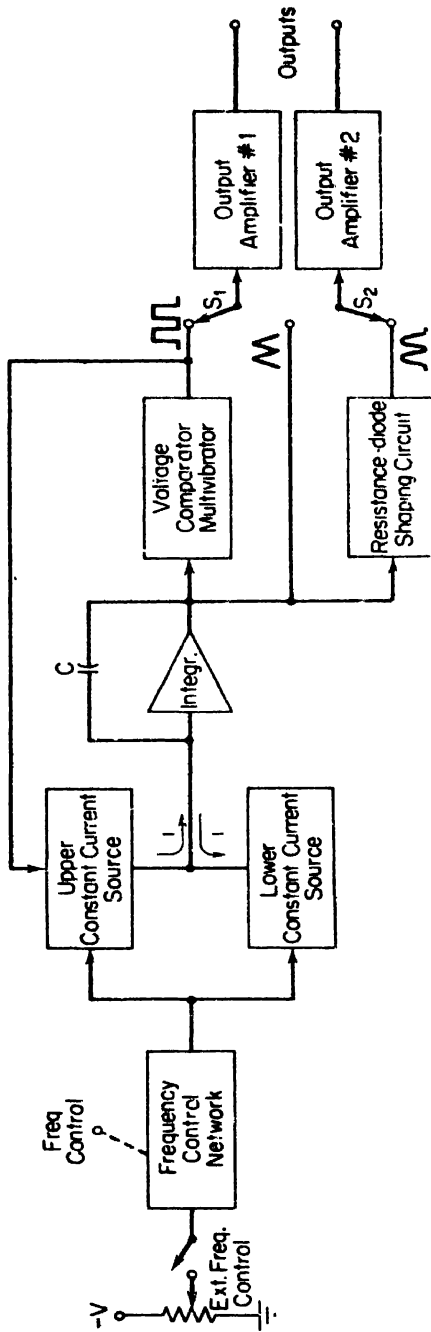 -V
Ext. Freq.
Control
Freq
Control
Frequency
Control
Network
Upper
Constant Current
Source
I
I
Lower
Constant Current
Source
C
Integr.
Voltage
Comparator
Multivibrator
Resistance-diode
Shaping Circuit
S1
S2
Output
Amplifier #1
Output
Amplifier #2
Outputs